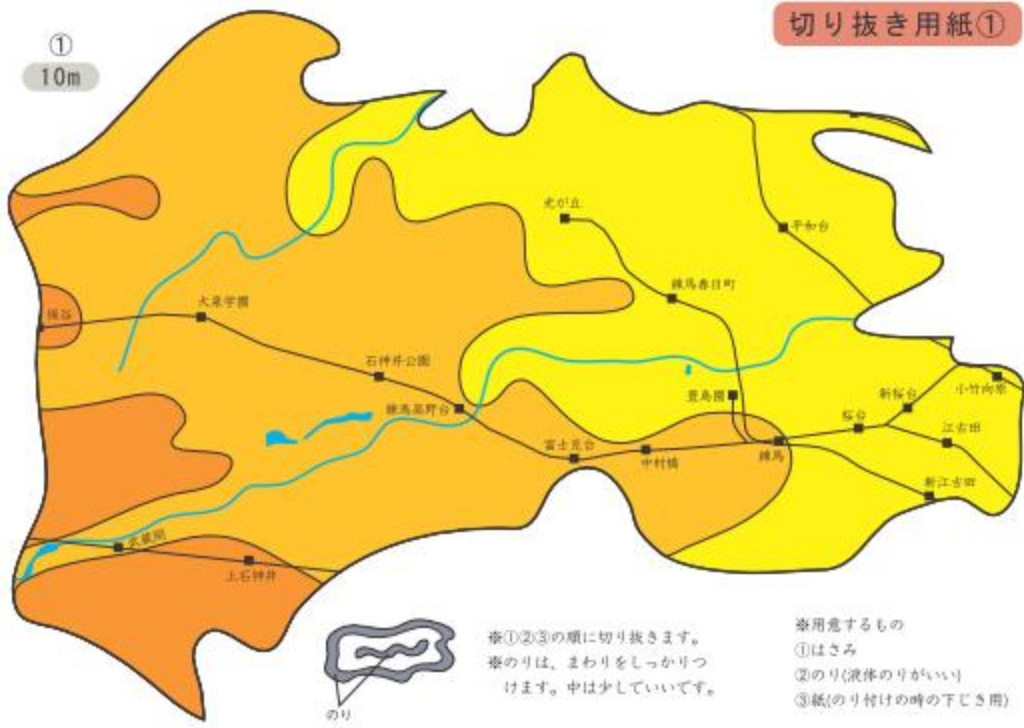 切り抜き用紙①
①
10m
光が丘
平和台
練馬春日町
保谷
大泉学園
石神井公園
練馬高野台
豊島園
小竹向原
新桜台
桜台
江古田
富士見台
中村橋
練馬
新江古田
武蔵関
上石神井
※①②③の順に切り抜きます。
※のりは、まわりをしっかりつ
けます。中は少しでいいです。
のり
※用意するもの
①はさみ
②のり(液体のりがいい)
③紙(のり付けの時の下じき用)